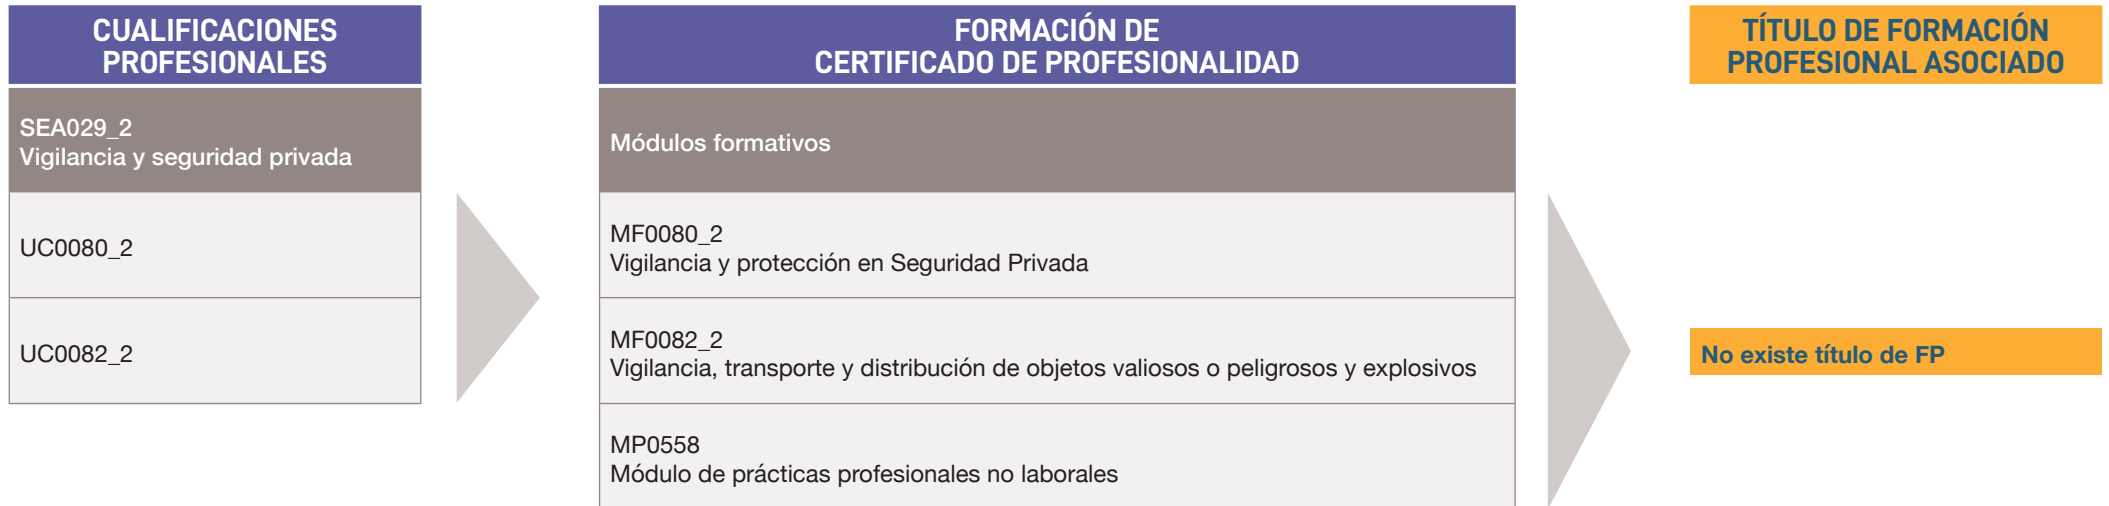 CUALIFICACIONES
PROFESIONALES
SEA029_2
Vigilancia y seguridad privada
UC0080_2
UC0082_2
FORMACIÓN DE
CERTIFICADO DE PROFESIONALIDAD
Módulos formativos
MF0080_2
Vigilancia y protección en Seguridad Privada
MF0082_2
Vigilancia, transporte y distribución de objetos valiosos o peligrosos y explosivos
MP0558
Módulo de prácticas profesionales no laborales
TÍTULO DE FORMACIÓN
PROFESIONAL ASOCIADO
No existe título de FP